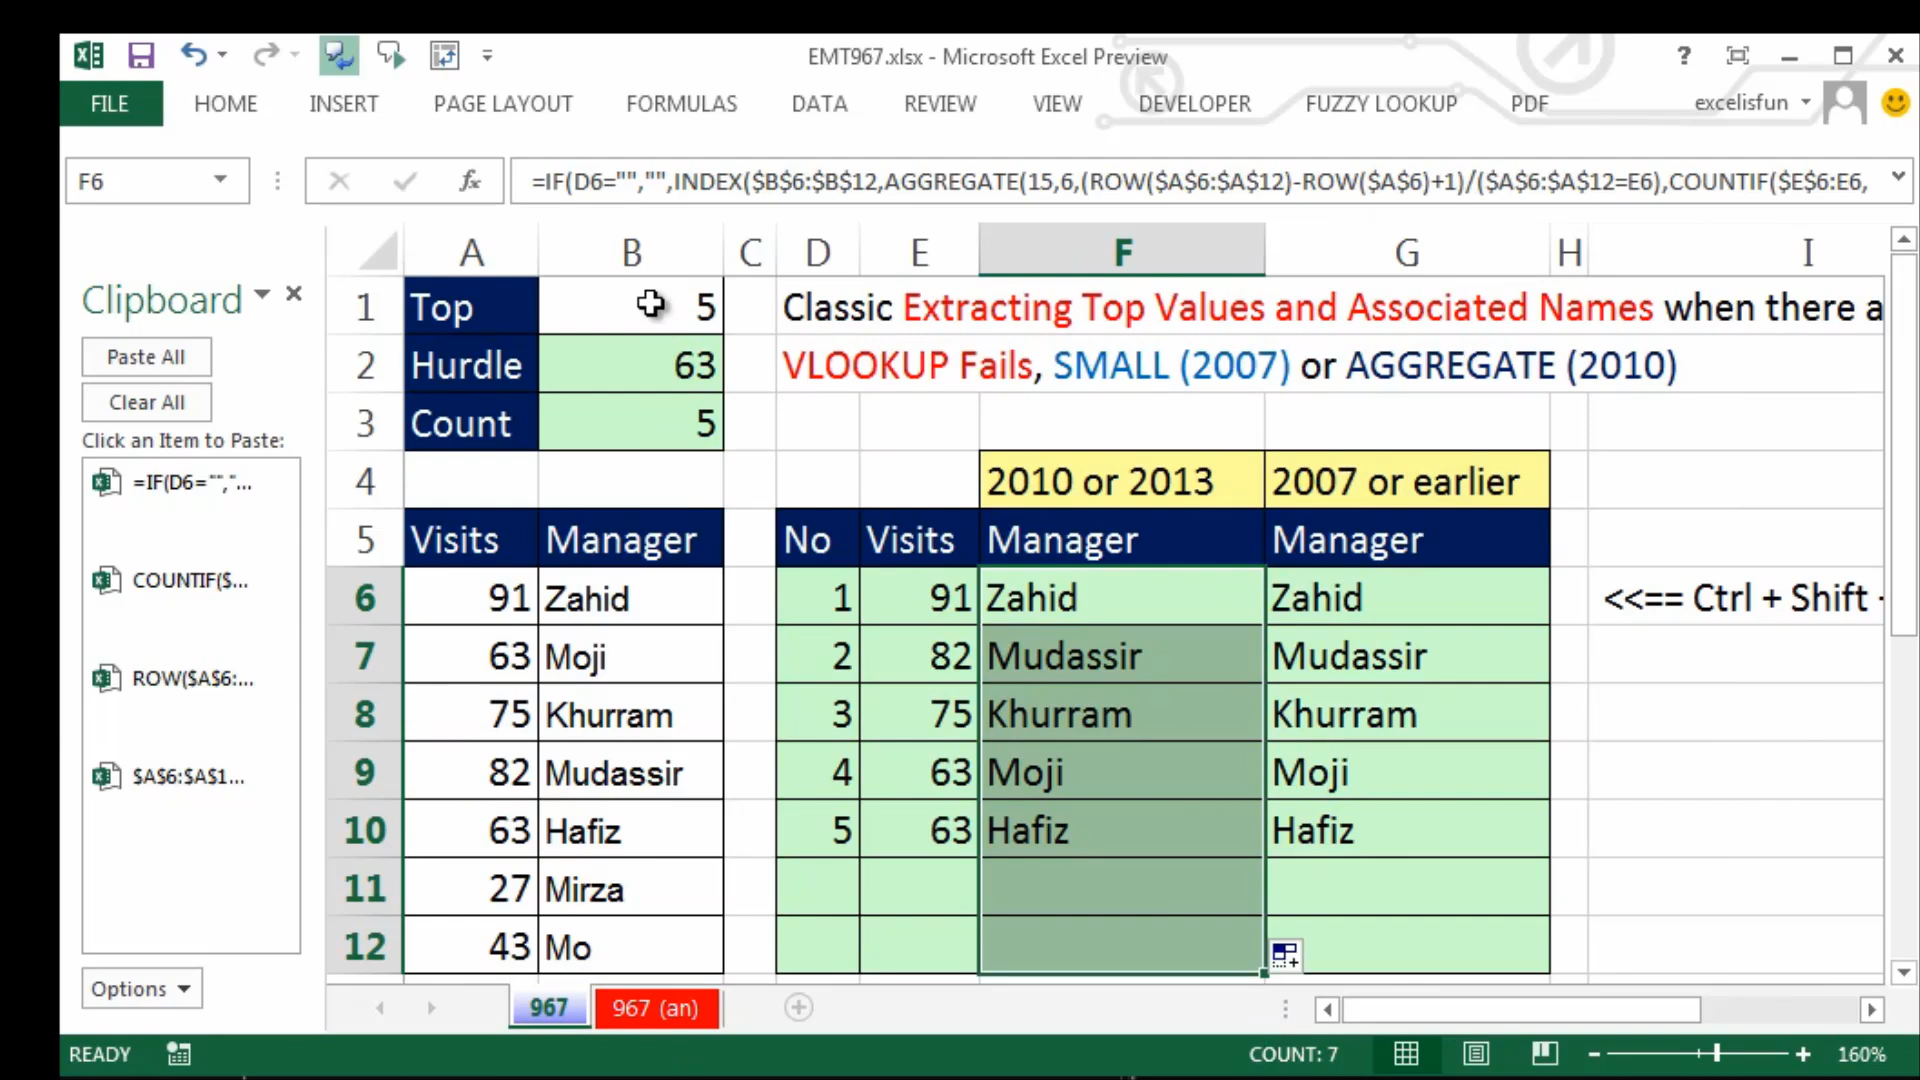 EMT967.xlsx - Microsoft Excel Preview
?
FILE HOME INSERT PAGE LAYOUT FORMULAS DATA REVIEW VIEW DEVELOPER FUZZY LOOKUP PDF excelisfun
F6 fx =IF(D6="","",INDEX($B$6:$B$12,AGGREGATE(15,6,(ROW($A$6:$A$12)-ROW($A$6)+1)/($A$6:$A$12=E6),COUNTIF($E$6:E6,
Clipboard
Paste All
Clear All
Click an Item to Paste:
=IF(D6="","...
COUNTIF($...
ROW($A$6:...
$A$6:$A$1...
Options
A B C D E F G H I
1 Top 5 Classic Extracting Top Values and Associated Names when there a
2 Hurdle 63 VLOOKUP Fails, SMALL (2007) or AGGREGATE (2010)
3 Count 5
4 2010 or 2013 2007 or earlier
5 Visits Manager No Visits Manager Manager
6 91 Zahid 1 91 Zahid Zahid <<== Ctrl + Shift
7 63 Moji 2 82 Mudassir Mudassir
8 75 Khurram 3 75 Khurram Khurram
9 82 Mudassir 4 63 Moji Moji
10 63 Hafiz 5 63 Hafiz Hafiz
11 27 Mirza
12 43 Mo
967 967 (an)
READY COUNT: 7 160%